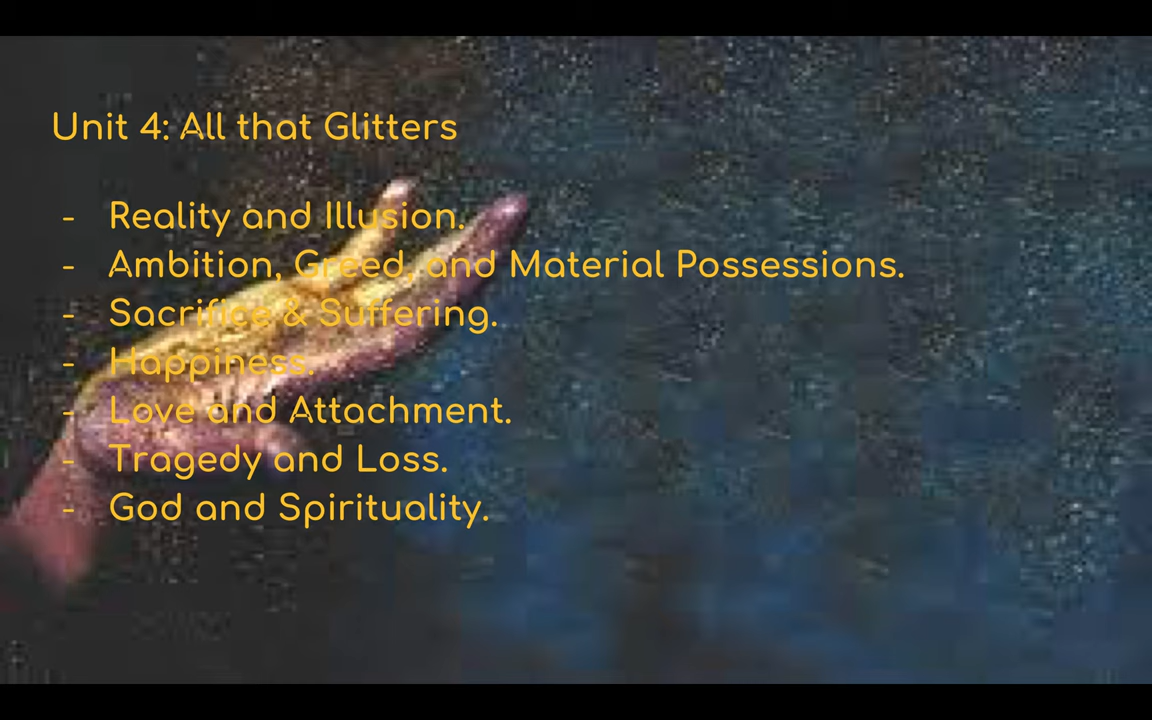 Unit 4: All that Glitters
- Reality and Illusion.
- Ambition, Greed, and Material Possessions.
- Sacrifice & Suffering.
- Happiness.
- Love and Attachment.
- Tragedy and Loss.
- God and Spirituality.